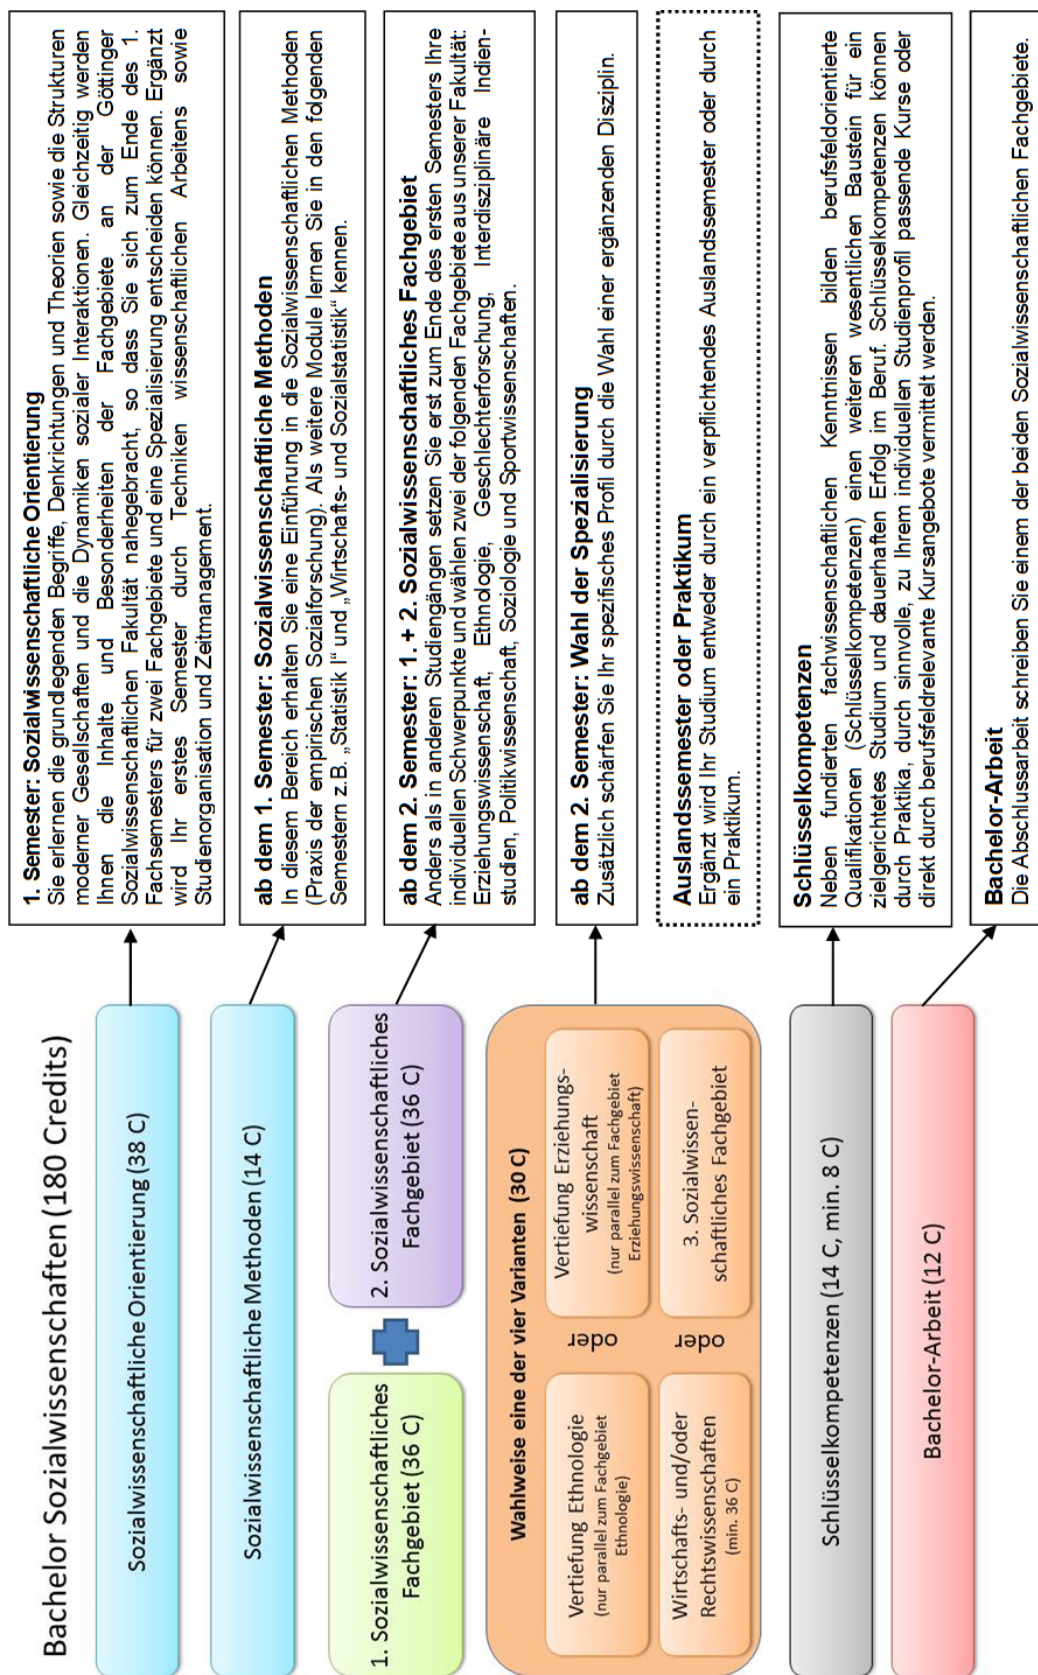 Bachelor Sozialwissenschaften (180 Credits)
Sozialwissenschaftliche Orientierung (38 C)
Sozialwissenschaftliche Methoden (14 C)
1. Sozialwissenschaftliches
Fachgebiet (36 C)
2. Sozialwissenschaftliches
Fachgebiet (36 C)
Wahlweise eine der vier Varianten (30 C)
Vertiefung Ethnologie
(nur parallel zum Fachgebiet
Ethnologie)
oder
Vertiefung Erziehungs-
wissenschaft
(nur parallel zum Fachgebiet
Erziehungswissenschaft)
Wirtschafts- und/oder
Rechtswissenschaften
(min. 36 C)
oder
3. Sozialwissen-
schaftliches Fachgebiet
Schlüsselkompetenzen (14 C, min. 8 C)
Bachelor-Arbeit (12 C)
1. Semester: Sozialwissenschaftliche Orientierung
Sie erlernen die grundlegenden Begriffe, Denkrichtungen und Theorien sowie die Strukturen
moderner Gesellschaften und die Dynamiken sozialer Interaktionen. Gleichzeitig werden
Ihnen die Inhalte und Besonderheiten der Fachgebiete an der Göttinger
Sozialwissenschaftlichen Fakultät nahegebracht, so dass Sie sich zum Ende des 1.
Fachsemesters für zwei Fachgebiete und eine Spezialisierung entscheiden können. Ergänzt
wird Ihr erstes Semester durch Techniken wissenschaftlichen Arbeitens sowie
Studienorganisation und Zeitmanagement.
ab dem 1. Semester: Sozialwissenschaftliche Methoden
In diesem Bereich erhalten Sie eine Einführung in die Sozialwissenschaftlichen Methoden
(Praxis der empirischen Sozialforschung). Als weitere Module lernen Sie in den folgenden
Semestern z.B. „Statistik I“ und „Wirtschafts- und Sozialstatistik“ kennen.
ab dem 2. Semester: 1. + 2. Sozialwissenschaftliches Fachgebiet
Anders als in anderen Studiengängen setzen Sie erst zum Ende des ersten Semesters Ihre
individuellen Schwerpunkte und wählen zwei der folgenden Fachgebiete aus unserer Fakultät:
Erziehungswissenschaft, Ethnologie, Geschlechterforschung, Interdisziplinäre Indien-
studien, Politikwissenschaft, Soziologie und Sportwissenschaften.
ab dem 2. Semester: Wahl der Spezialisierung
Zusätzlich schärfen Sie Ihr spezifisches Profil durch die Wahl einer ergänzenden Disziplin.
Auslandssemester oder Praktikum
Ergänzt wird Ihr Studium entweder durch ein verpflichtendes Auslandssemester oder durch
ein Praktikum.
Schlüsselkompetenzen
Neben fundierten fachwissenschaftlichen Kenntnissen bilden berufsfeldorientierte
Qualifikationen (Schlüsselkompetenzen) einen weiteren wesentlichen Baustein für ein
zielgerichtetes Studium und dauerhaften Erfolg im Beruf. Schlüsselkompetenzen können
durch Praktika, durch sinnvolle, zu Ihrem individuellen Studienprofil passende Kurse oder
direkt durch berufsfeldrelevante Kursangebote vermittelt werden.
Bachelor-Arbeit
Die Abschlussarbeit schreiben Sie einem der beiden Sozialwissenschaftlichen Fachgebiete.